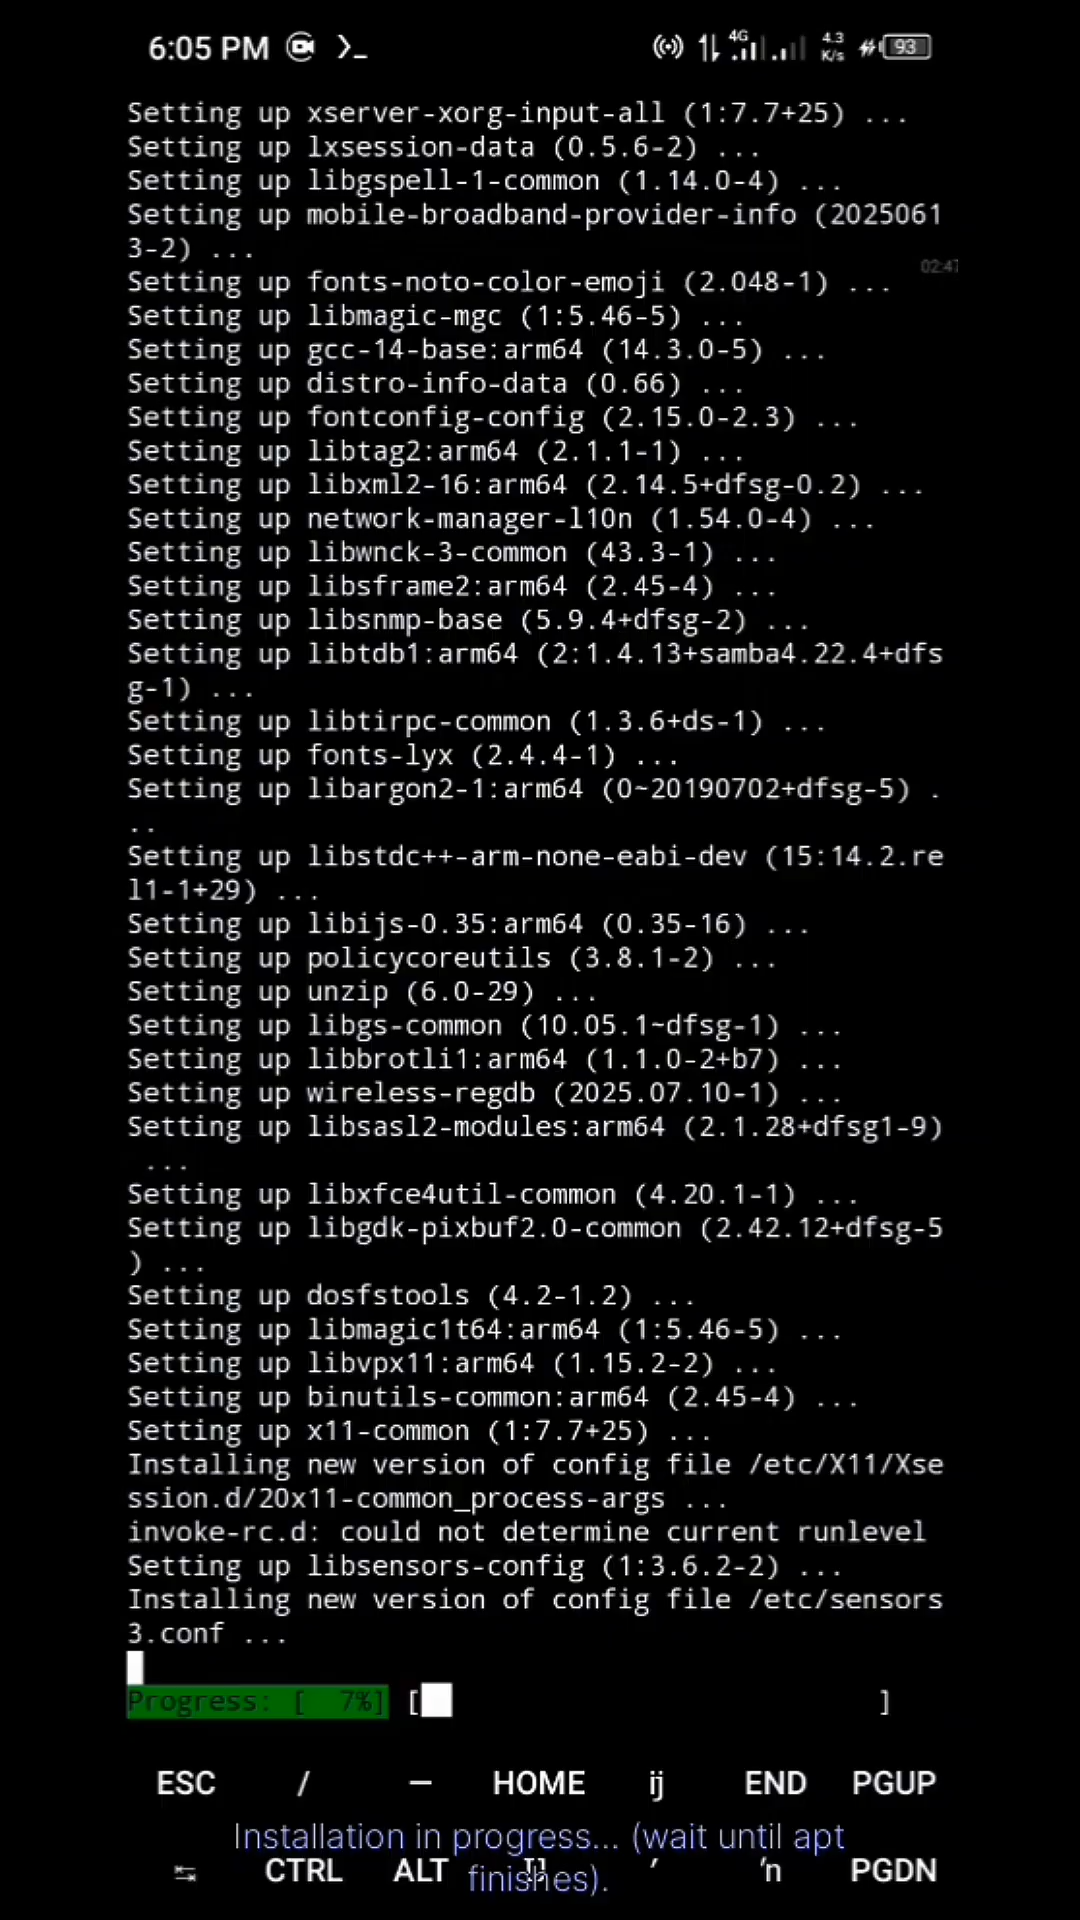 6:05 PM >_ 4G 4.3 K/s 93
Setting up xserver-xorg-input-all (1:7.7+25) ...
Setting up lxsession-data (0.5.6-2) ...
Setting up libgspell-1-common (1.14.0-4) ...
Setting up mobile-broadband-provider-info (2025061
3-2) ...
02:47
Setting up fonts-noto-color-emoji (2.048-1) ...
Setting up libmagic-mgc (1:5.46-5) ...
Setting up gcc-14-base:arm64 (14.3.0-5) ...
Setting up distro-info-data (0.66) ...
Setting up fontconfig-config (2.15.0-2.3) ...
Setting up libtag2:arm64 (2.1.1-1) ...
Setting up libxml2-16:arm64 (2.14.5+dfsg-0.2) ...
Setting up network-manager-l10n (1.54.0-4) ...
Setting up libwnck-3-common (43.3-1) ...
Setting up libsframe2:arm64 (2.45-4) ...
Setting up libsnmp-base (5.9.4+dfsg-2) ...
Setting up libtdb1:arm64 (2:1.4.13+samba4.22.4+dfs
g-1) ...
Setting up libtirpc-common (1.3.6+ds-1) ...
Setting up fonts-lyx (2.4.4-1) ...
Setting up libargon2-1:arm64 (0~20190702+dfsg-5) .
..
Setting up libstdc++-arm-none-eabi-dev (15:14.2.re
l1-1+29) ...
Setting up libijs-0.35:arm64 (0.35-16) ...
Setting up policycoreutils (3.8.1-2) ...
Setting up unzip (6.0-29) ...
Setting up libgs-common (10.05.1~dfsg-1) ...
Setting up libbrotli1:arm64 (1.1.0-2+b7) ...
Setting up wireless-regdb (2025.07.10-1) ...
Setting up libsasl2-modules:arm64 (2.1.28+dfsg1-9)
...
Setting up libxfce4util-common (4.20.1-1) ...
Setting up libgdk-pixbuf2.0-common (2.42.12+dfsg-5
) ...
Setting up dosfstools (4.2-1.2) ...
Setting up libmagic1t64:arm64 (1:5.46-5) ...
Setting up libvpx11:arm64 (1.15.2-2) ...
Setting up binutils-common:arm64 (2.45-4) ...
Setting up x11-common (1:7.7+25) ...
Installing new version of config file /etc/X11/Xse
ssion.d/20x11-common_process-args ...
invoke-rc.d: could not determine current runlevel
Setting up libsensors-config (1:3.6.2-2) ...
Installing new version of config file /etc/sensors
3.conf ...
Progress: [  7%] [ ]
ESC / — HOME ij END PGUP
Installation in progress... (wait until apt
CTRL ALT ʹ ŉ PGDN
finishes).